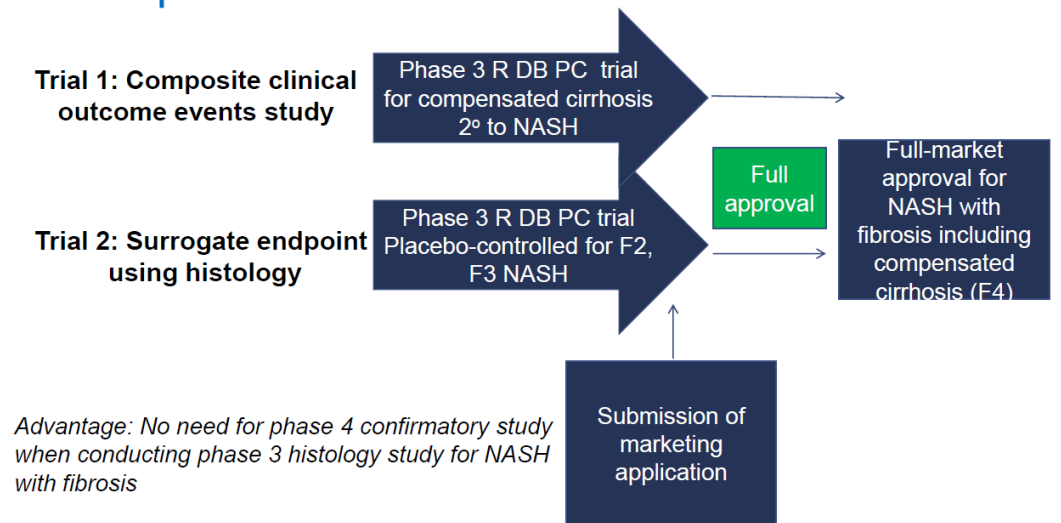 Trial 1: Composite clinical
outcome events study
Phase 3 R DB PC trial
for compensated cirrhosis
2º to NASH
Full
approval
Full-market
approval for
NASH with
fibrosis including
compensated
cirrhosis (F4)
Trial 2: Surrogate endpoint
using histology
Phase 3 R DB PC trial
Placebo-controlled for F2,
F3 NASH
Advantage: No need for phase 4 confirmatory study
when conducting phase 3 histology study for NASH
with fibrosis
Submission of
marketing
application